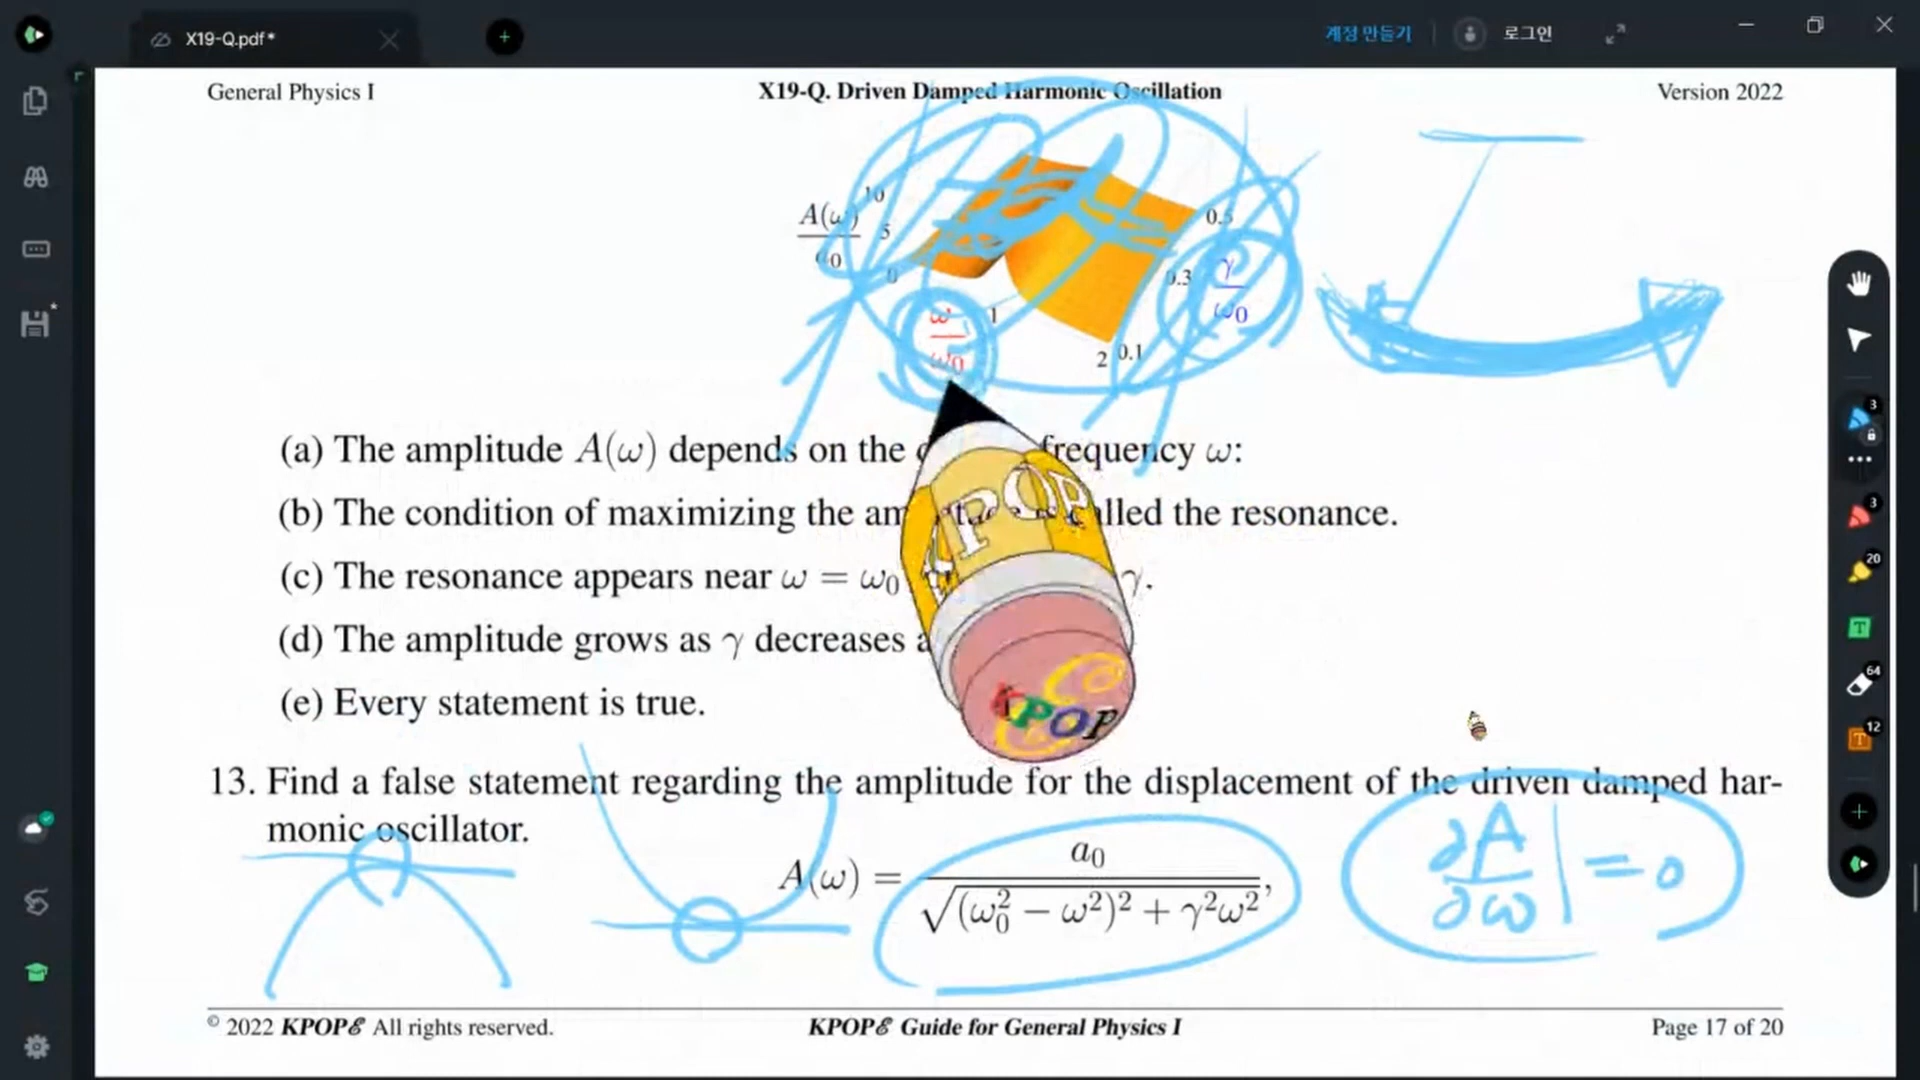 X19-Q.pdf*
계정 만들기
로그인
General Physics I
X19-Q. Driven Damped Harmonic Oscillation
Version 2022
A(ω)
10
5
0
0.5
0.3
γ
ω0
ω
ω0
1
2
0.1
(a) The amplitude A(ω) depends on the frequency ω:
(b) The condition of maximizing the called the resonance.
(c) The resonance appears near ω = ω0 γ.
(d) The amplitude grows as γ decreases
(e) Every statement is true.
KPOP
KPOP
13. Find a false statement regarding the amplitude for the displacement of the driven damped har-
monic oscillator.
A(ω) = a0 / √(ω0² − ω²)² + γ²ω²,
∂A/∂ω | = 0
© 2022 KPOPE All rights reserved.
KPOPE Guide for General Physics I
Page 17 of 20
3
3
20
T
64
T 12